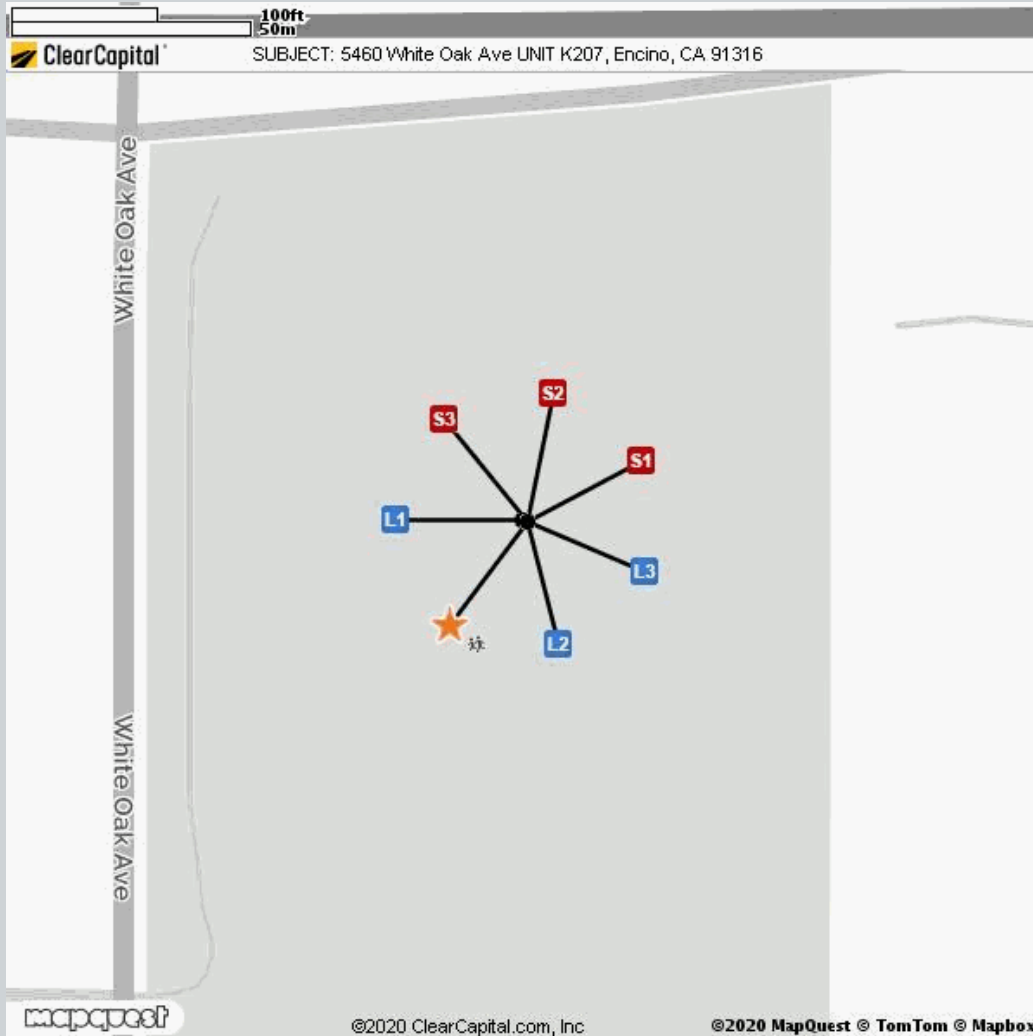 100ft
50m
ClearCapital
SUBJECT: 5460 White Oak Ave UNIT K207, Encino, CA 91316
White Oak Ave
S2
S3
S1
L1
L3
L2
White Oak Ave
mapquest
©2020 ClearCapital.com, Inc
©2020 MapQuest © TomTom © Mapbox